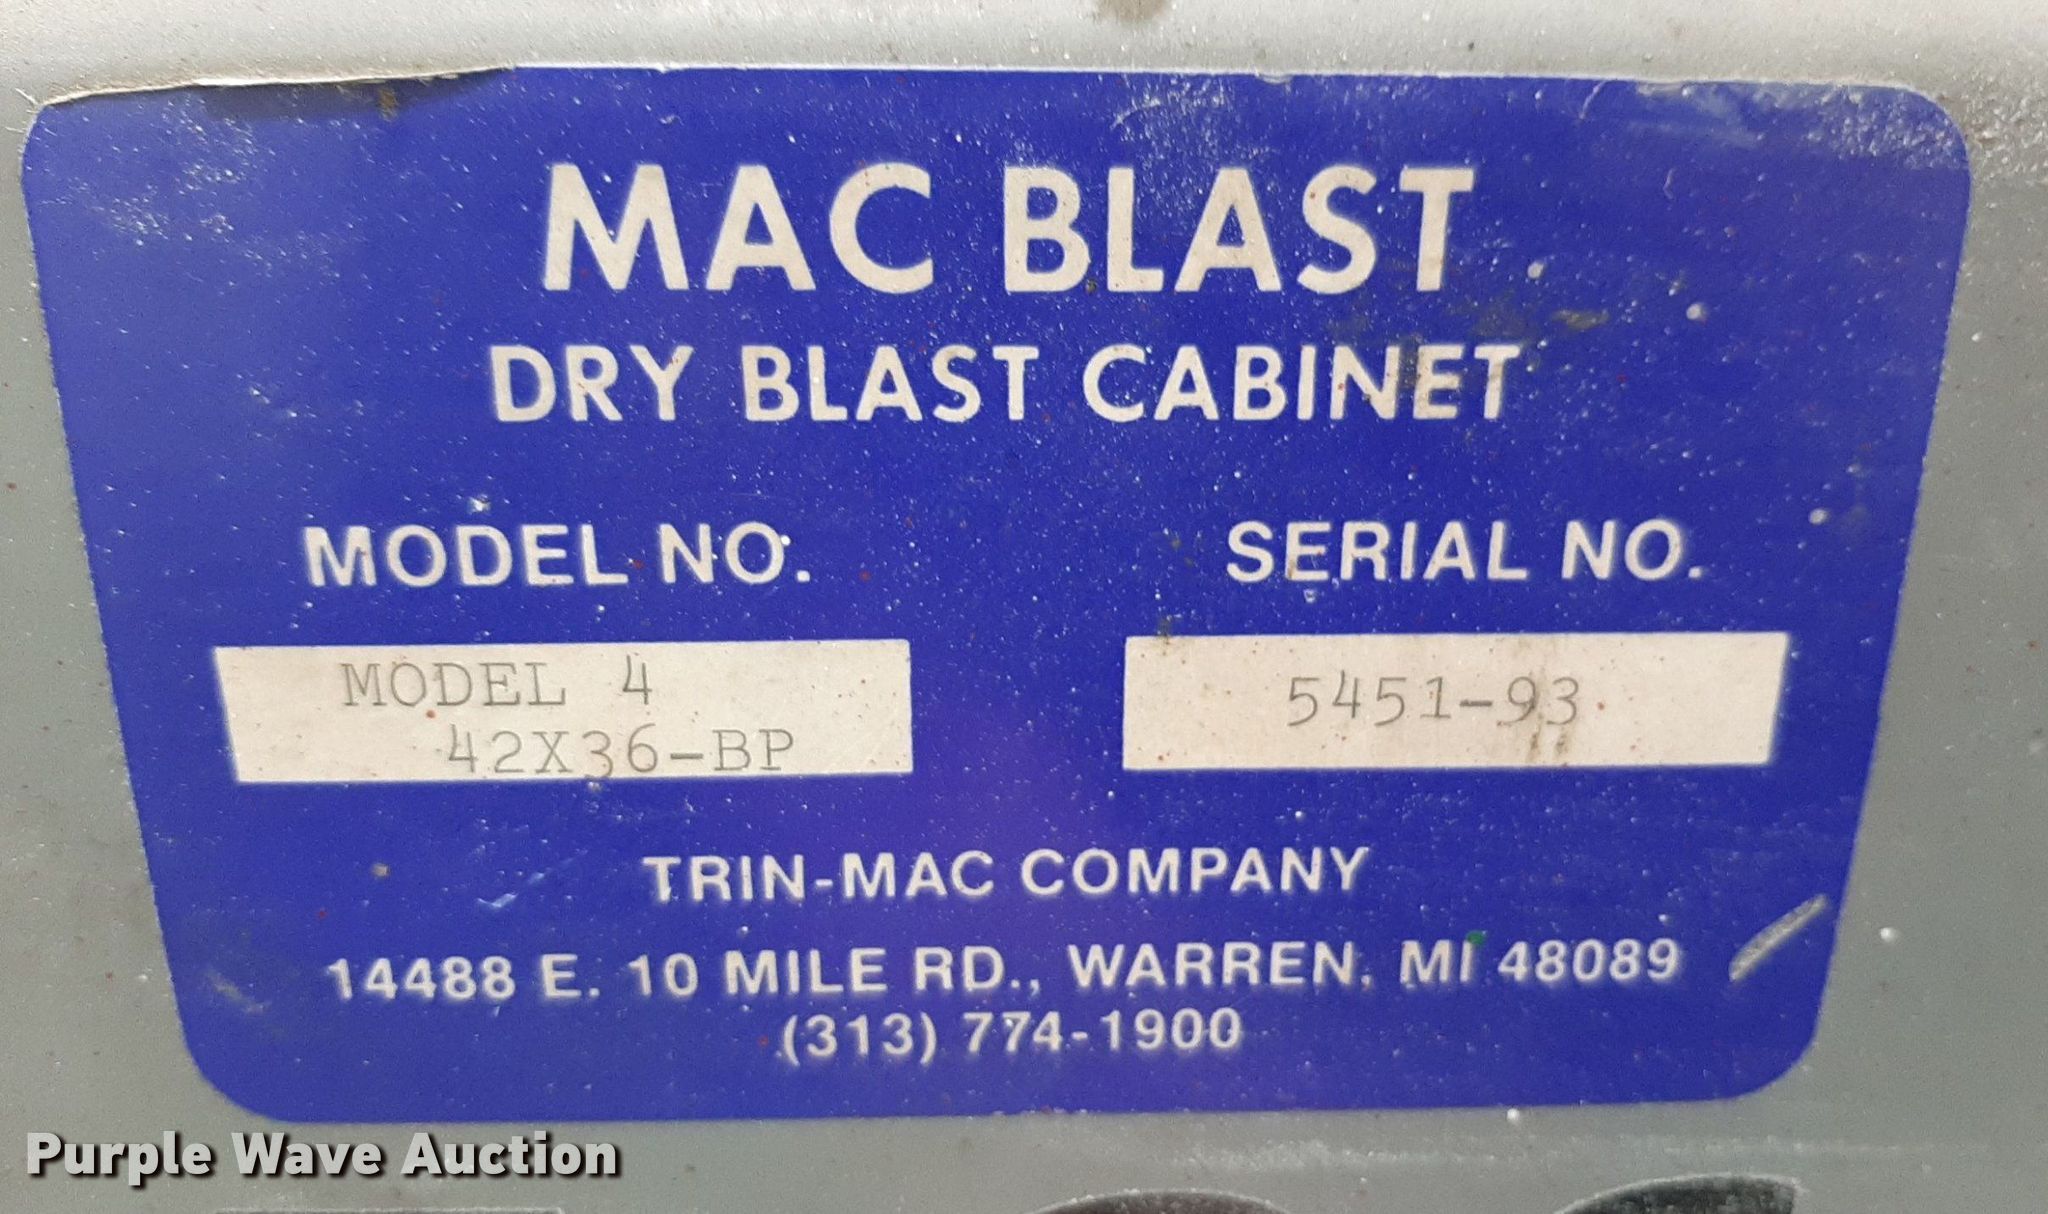 MAC BLAST
DRY BLAST CABINET
MODEL NO. SERIAL NO.
MODEL 4
42X36-BP
5451-93
TRIN-MAC COMPANY
14488 E. 10 MILE RD., WARREN, MI 48089
(313) 774-1900
Purple Wave Auction